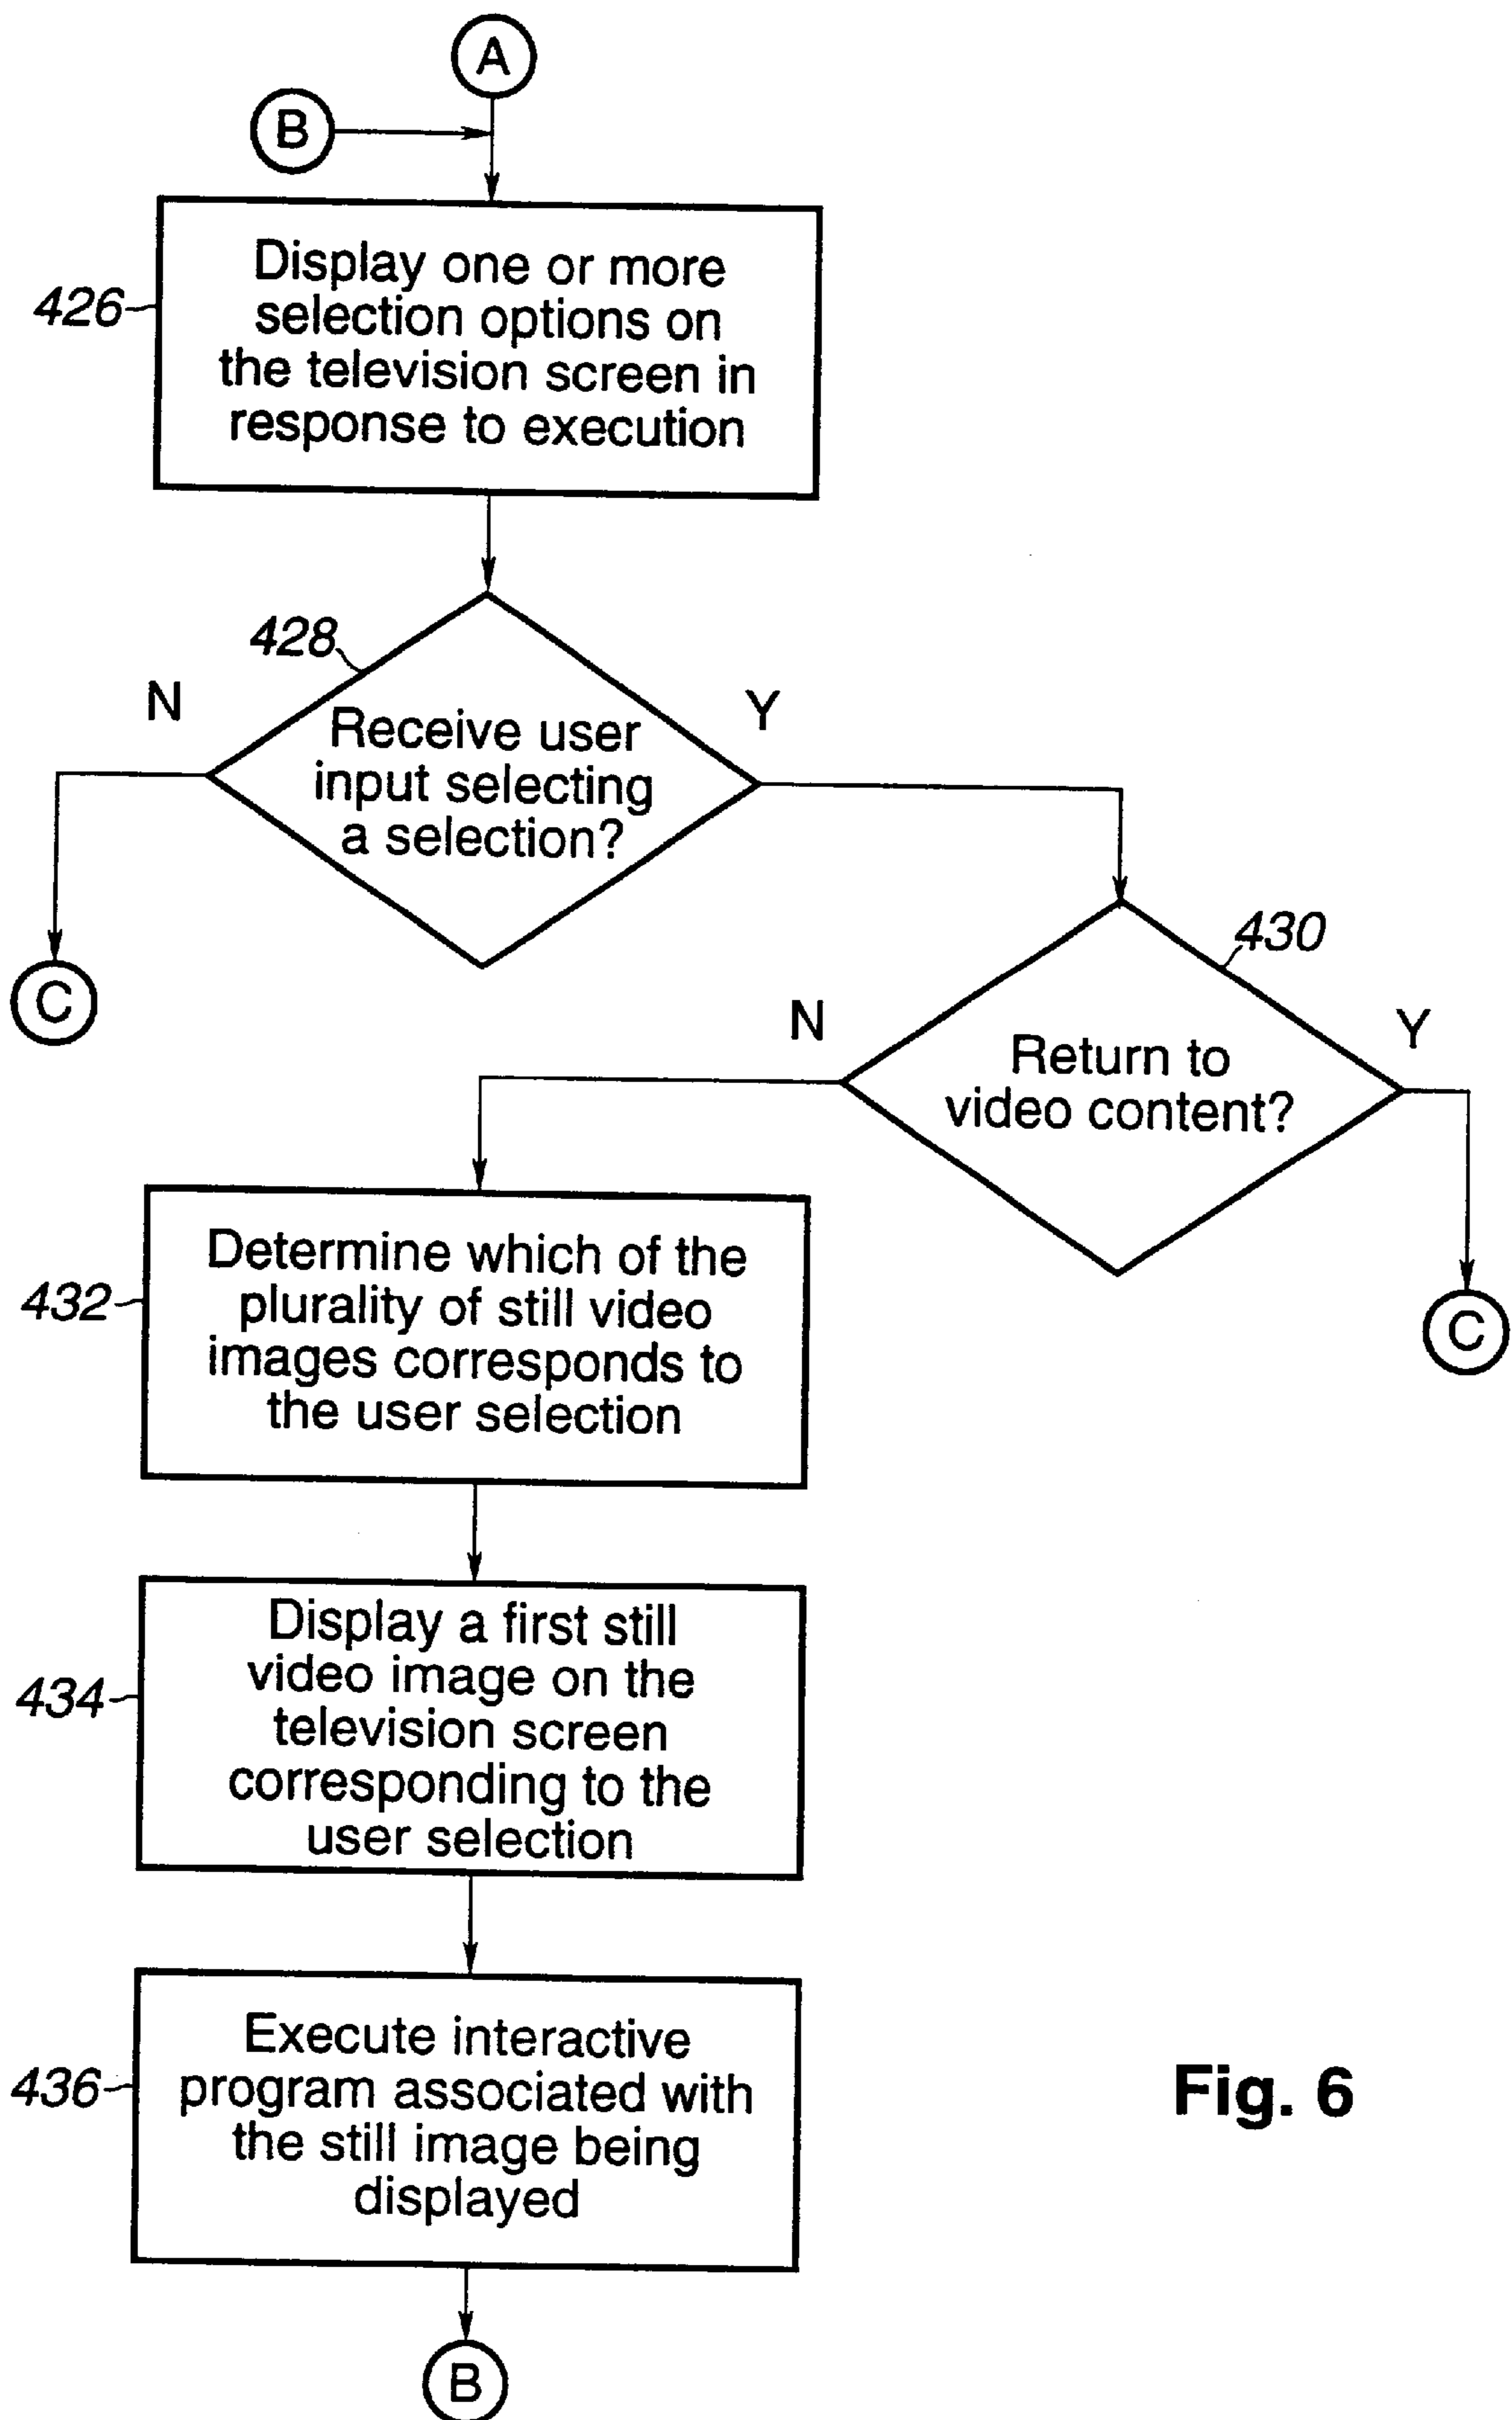 A
B
Display one or more
selection options on
the television screen in
response to execution
426
428
N
Y
Receive user
input selecting
a selection?
C
430
N
Y
Return to
video content?
C
Determine which of the
plurality of still video
images corresponds to
the user selection
432
Display a first still
video image on the
television screen
corresponding to the
user selection
434
Execute interactive
program associated with
the still image being
displayed
436
Fig. 6
B